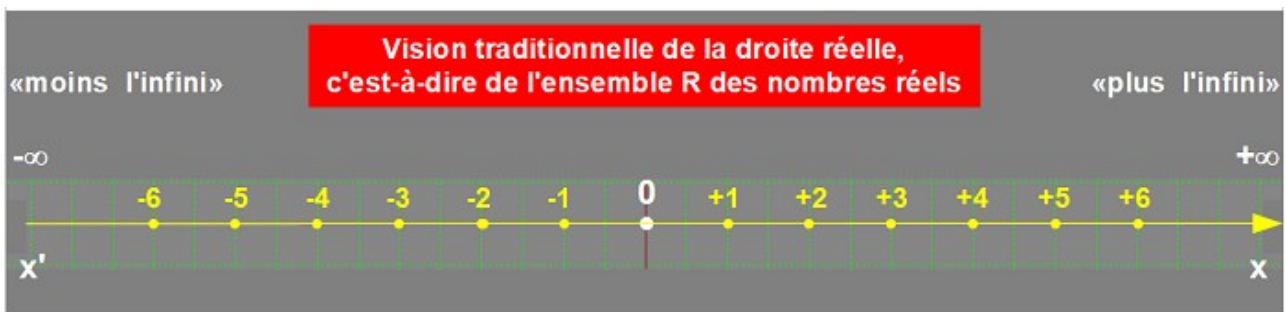 Vision traditionnelle de la droite réelle,
c'est-à-dire de l'ensemble R des nombres réels
«moins l'infini» «plus l'infini»
-∞ +∞
-6 -5 -4 -3 -2 -1 0 +1 +2 +3 +4 +5 +6
x' x